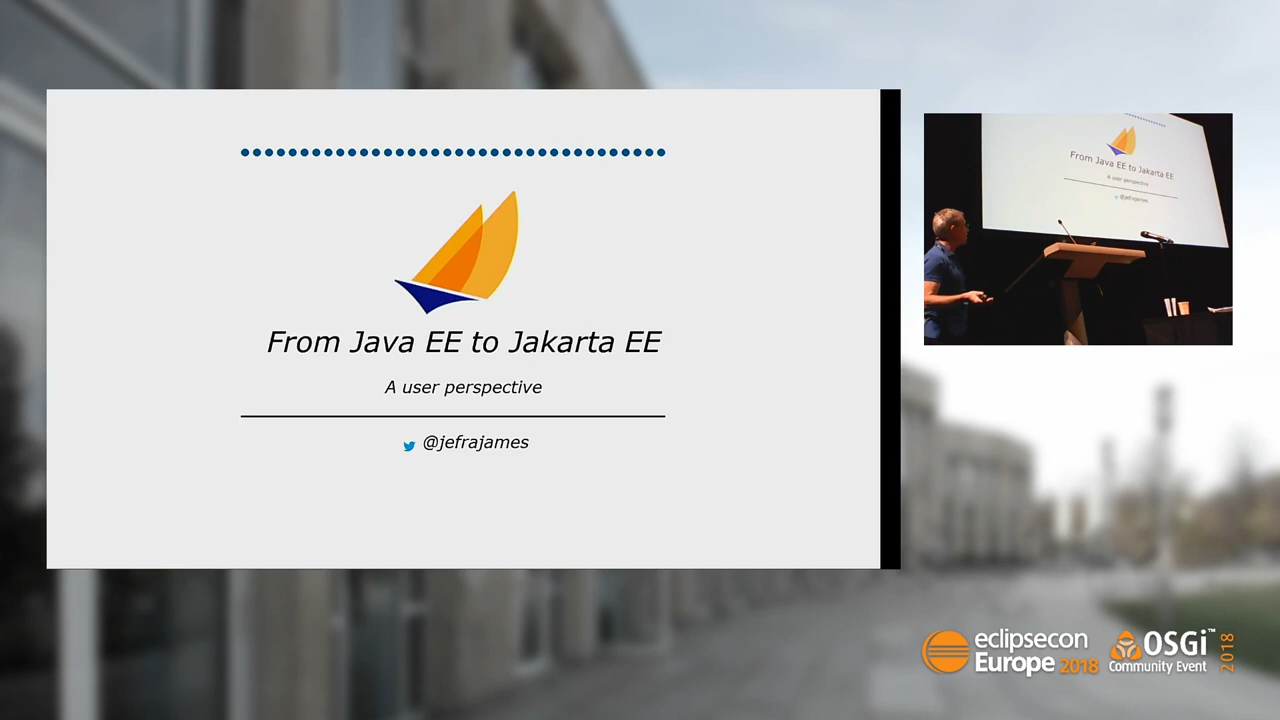 From Java EE to Jakarta EE
A user perspective
@jefrajames
From Java EE to Jakarta EE
A user perspective
@jefrajames
eclipsecon
Europe 2018
OSGi™
Community Event
2018